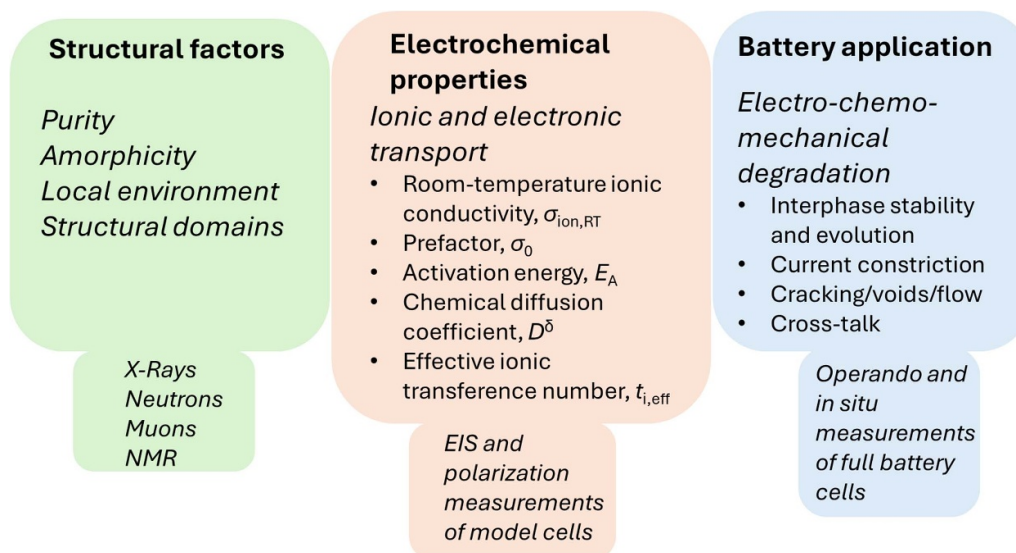 Structural factors
Purity
Amorphicity
Local environment
Structural domains
X-Rays
Neutrons
Muons
NMR
Electrochemical
properties
Ionic and electronic
transport
• Room-temperature ionic
conductivity, σion,RT
• Prefactor, σ0
• Activation energy, EA
• Chemical diffusion
coefficient, Dδ
• Effective ionic
transference number, ti,eff
EIS and
polarization
measurements
of model cells
Battery application
Electro-chemo-
mechanical
degradation
• Interphase stability
and evolution
• Current constriction
• Cracking/voids/flow
• Cross-talk
Operando and
in situ
measurements
of full battery
cells